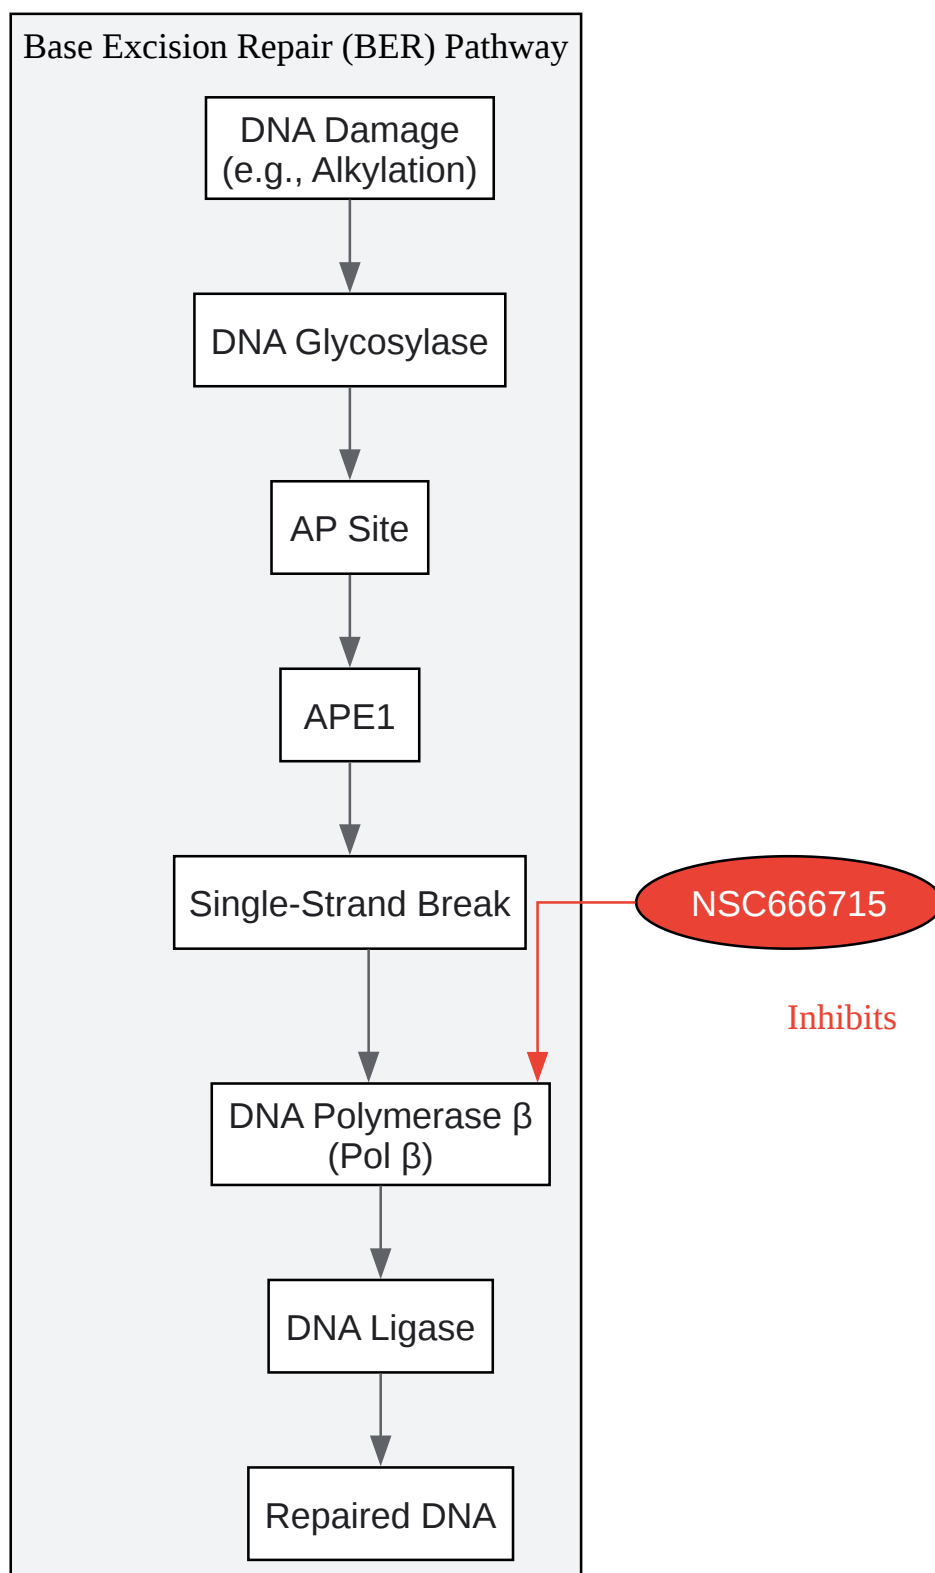 Base Excision Repair (BER) Pathway
DNA Damage
(e.g., Alkylation)
DNA Glycosylase
AP Site
APE1
Single-Strand Break
NSC666715
Inhibits
DNA Polymerase β
(Pol β)
DNA Ligase
Repaired DNA